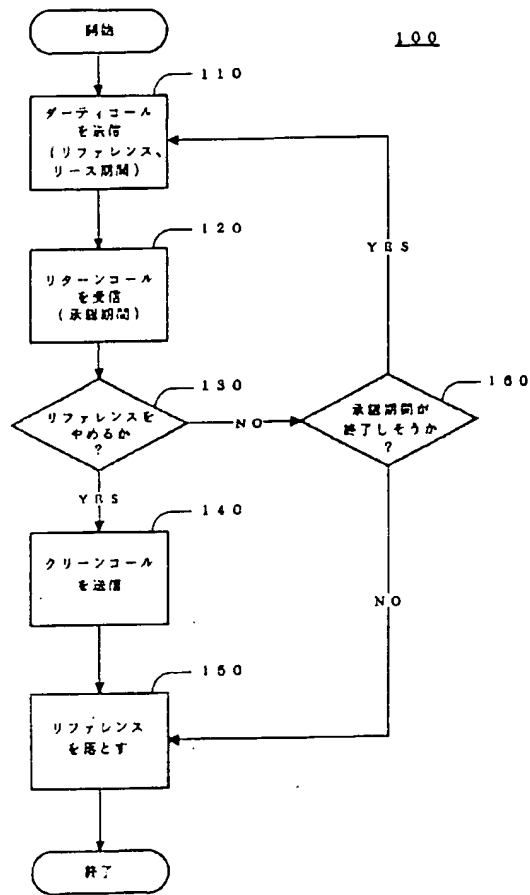 開始
100
110
ダーティコール
を送信
(リファレンス、
リース期間)
120
リターンコール
を受信
(承認期間)
130
リファレンスを
やめるか
?
NO
160
承認期間が
終了しそうか
?
YES
YES
140
クリーンコール
を送信
NO
150
リファレンス
を落とす
終了